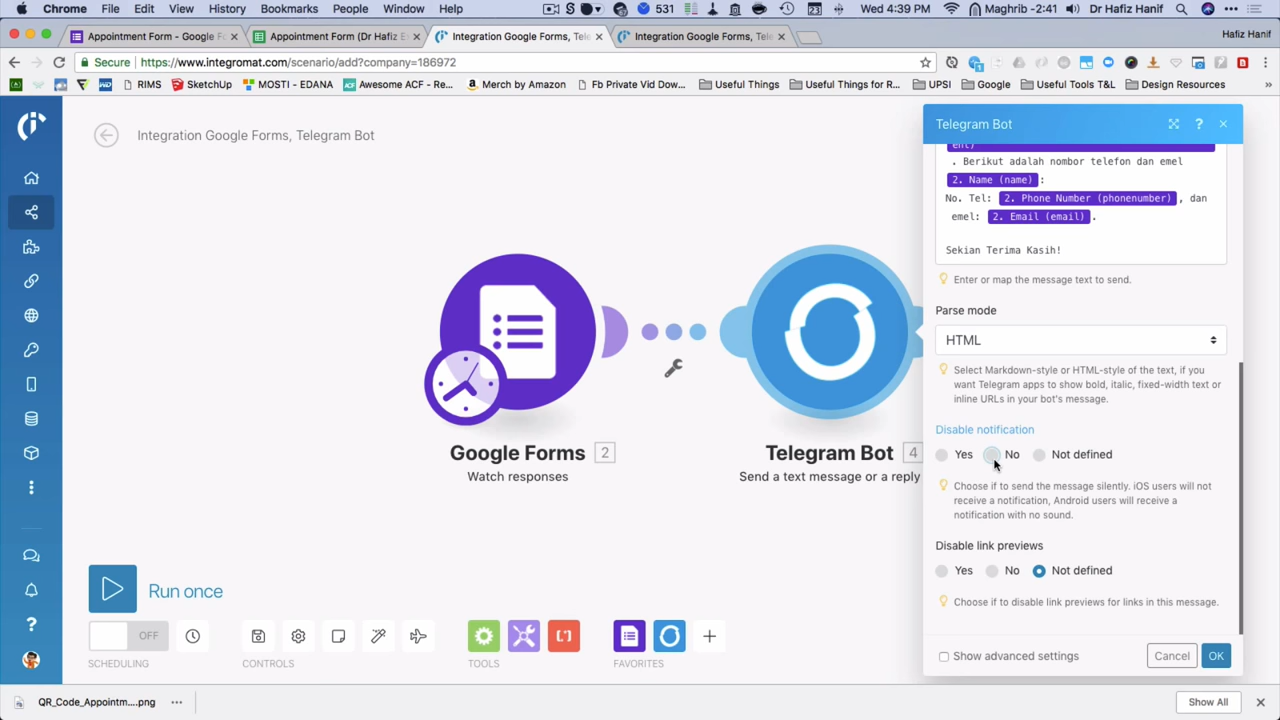 Chrome File Edit View History Bookmarks People Window Help 531 Wed 4:39 PM Maghrib -2:41 Dr Hafiz Hanif
Appointment Form - Google Fo × Appointment Form (Dr Hafiz Es × Integration Google Forms, Tele × Integration Google Forms, Tele × Hafiz Hanif
Secure https://www.integromat.com/scenario/add?company=186972
RIMS SketchUp MOSTI - EDANA Awesome ACF - Re... Merch by Amazon Fb Private Vid Dow... Useful Things Useful Things for R... UPSI Google Useful Tools T&L Design Resources »
Integration Google Forms, Telegram Bot
Telegram Bot ? ×
ent)
. Berikut adalah nombor telefon dan emel
2. Name (name) :
No. Tel: 2. Phone Number (phonenumber) , dan
emel: 2. Email (email) .
Sekian Terima Kasih!
Enter or map the message text to send.
Parse mode
HTML
Select Markdown-style or HTML-style of the text, if you
want Telegram apps to show bold, italic, fixed-width text or
inline URLs in your bot's message.
Disable notification
Yes No Not defined
Choose if to send the message silently. iOS users will not
receive a notification, Android users will receive a
notification with no sound.
Disable link previews
Yes No Not defined
Choose if to disable link previews for links in this message.
Show advanced settings Cancel OK
Google Forms 2
Watch responses
Telegram Bot 4
Send a text message or a reply
Run once
OFF
SCHEDULING CONTROLS TOOLS FAVORITES
QR_Code_Appointm....png Show All